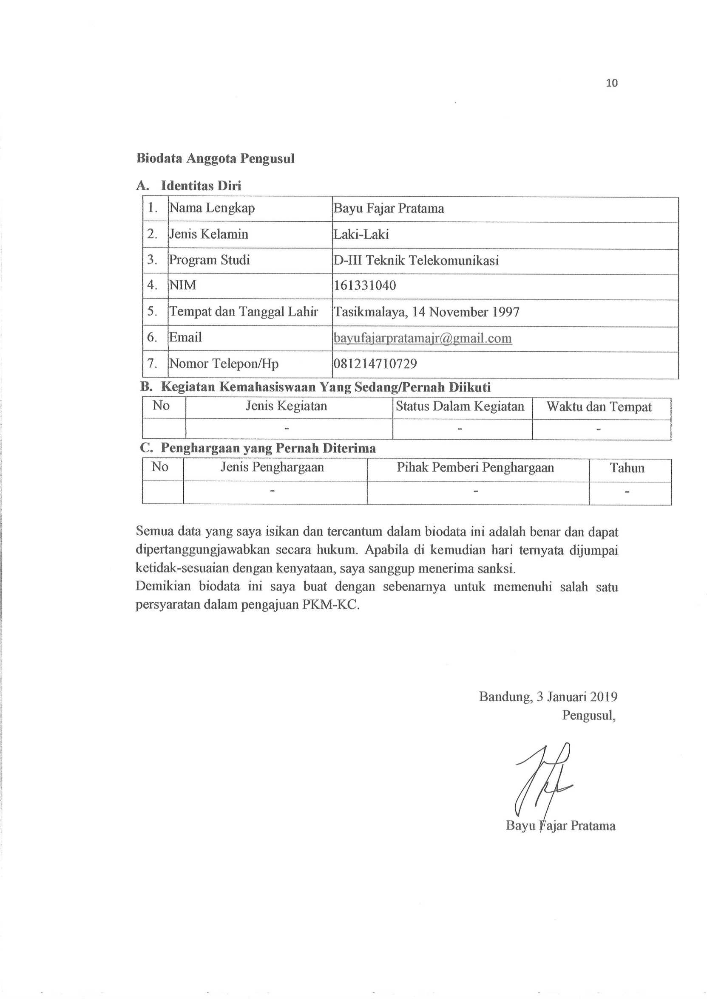 10
Biodata Anggota Pengusul
A. Identitas Diri
1. Nama Lengkap Bayu Fajar Pratama
2. Jenis Kelamin Laki-Laki
3. Program Studi D-III Teknik Telekomunikasi
4. NIM 161331040
5. Tempat dan Tanggal Lahir Tasikmalaya, 14 November 1997
6. Email bayufajarpratamajr@gmail.com
7. Nomor Telepon/Hp 081214710729
B. Kegiatan Kemahasiswaan Yang Sedang/Pernah Diikuti
No Jenis Kegiatan Status Dalam Kegiatan Waktu dan Tempat
- - -
C. Penghargaan yang Pernah Diterima
No Jenis Penghargaan Pihak Pemberi Penghargaan Tahun
- - -
Semua data yang saya isikan dan tercantum dalam biodata ini adalah benar dan dapat
dipertanggungjawabkan secara hukum. Apabila di kemudian hari ternyata dijumpai
ketidak-sesuaian dengan kenyataan, saya sanggup menerima sanksi.
Demikian biodata ini saya buat dengan sebenarnya untuk memenuhi salah satu
persyaratan dalam pengajuan PKM-KC.
Bandung, 3 Januari 2019
Pengusul,
Bayu Fajar Pratama